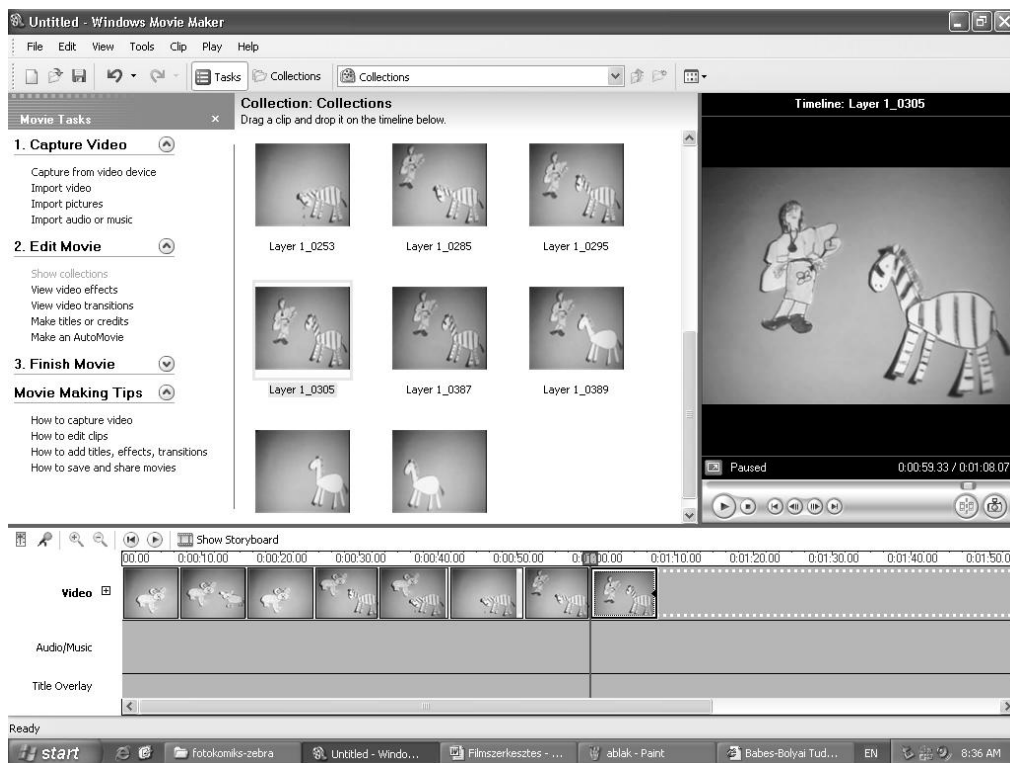 Untitled - Windows Movie Maker
File Edit View Tools Clip Play Help
Tasks Collections Collections
Movie Tasks ×
1. Capture Video
Capture from video device
Import video
Import pictures
Import audio or music
2. Edit Movie
Show collections
View video effects
View video transitions
Make titles or credits
Make an AutoMovie
3. Finish Movie
Movie Making Tips
How to capture video
How to edit clips
How to add titles, effects, transitions
How to save and share movies
Collection: Collections
Drag a clip and drop it on the timeline below.
Layer 1_0253 Layer 1_0285 Layer 1_0295
Layer 1_0305 Layer 1_0387 Layer 1_0389
Timeline: Layer 1_0305
Paused 0:00:59.33 / 0:01:08.07
Show Storyboard
00.00 0:00:10.00 0:00:20.00 0:00:30.00 0:00:40.00 0:00:50.00 0:01:10.00 0:01:20.00 0:01:30.00 0:01:40.00 0:01:50.0
Video
Audio/Music
Title Overlay
Ready
start fotokomiks-zebra Untitled - Windo... Filmszerkesztes - ... ablak - Paint Babes-Bolyai Tud... EN 8:36 AM